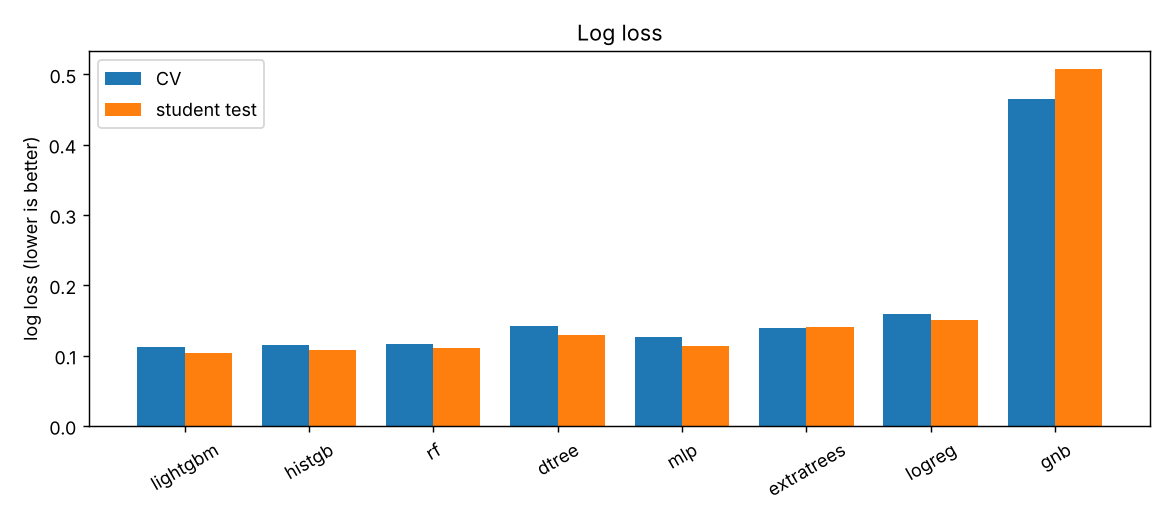 Log loss
CV
student test
log loss (lower is better)
0.5
0.4
0.3
0.2
0.1
0.0
lightgbm
histgb
rf
dtree
mlp
extratrees
logreg
gnb